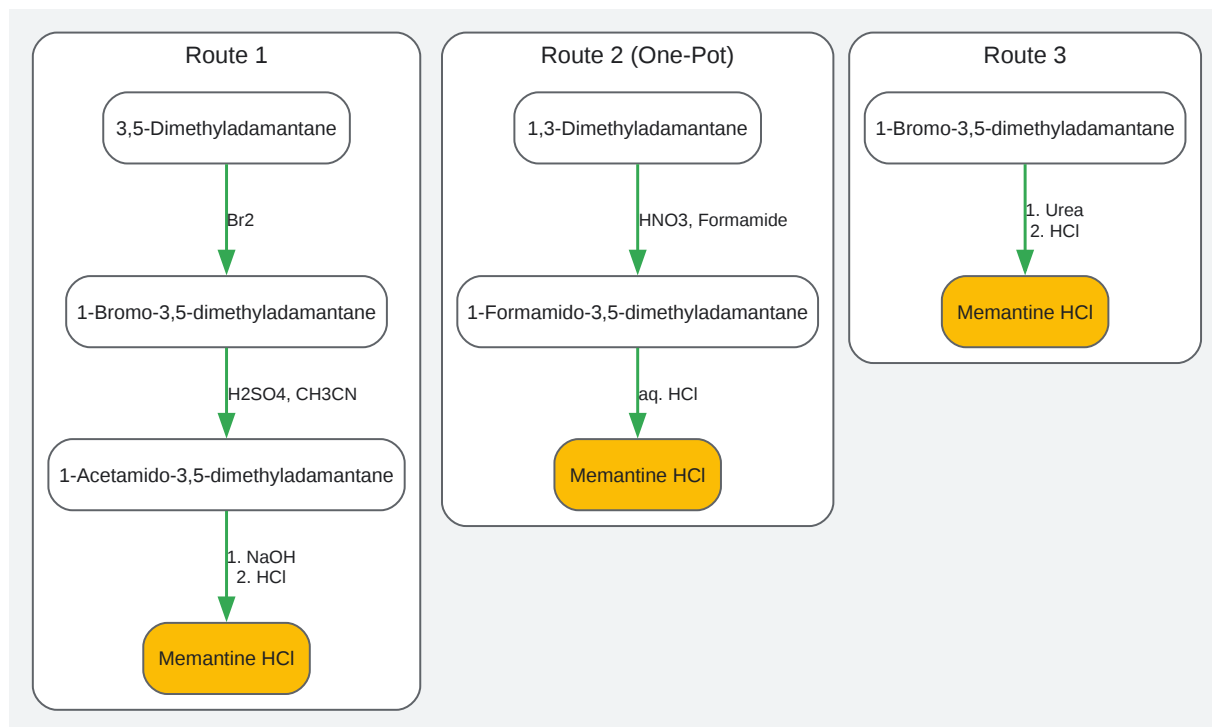 Route 1
3,5-Dimethyladamantane
Br2
1-Bromo-3,5-dimethyladamantane
H2SO4, CH3CN
1-Acetamido-3,5-dimethyladamantane
1. NaOH
2. HCl
Memantine HCl
Route 2 (One-Pot)
1,3-Dimethyladamantane
HNO3, Formamide
1-Formamido-3,5-dimethyladamantane
aq. HCl
Memantine HCl
Route 3
1-Bromo-3,5-dimethyladamantane
1. Urea
2. HCl
Memantine HCl